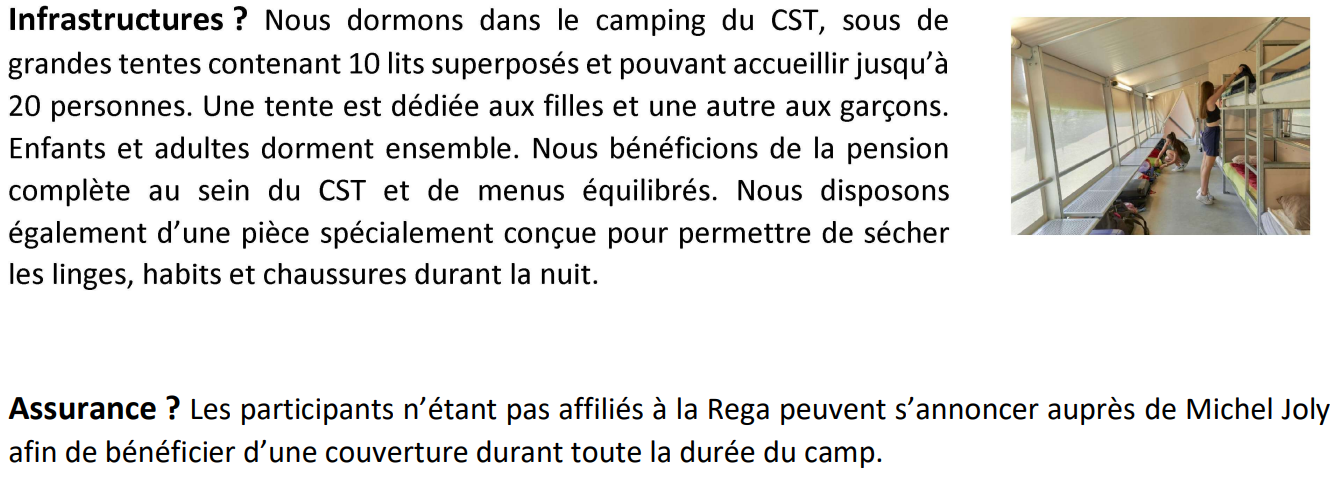 Infrastructures ? Nous dormons dans le camping du CST, sous de
grandes tentes contenant 10 lits superposés et pouvant accueillir jusqu’à
20 personnes. Une tente est dédiée aux filles et une autre aux garçons.
Enfants et adultes dorment ensemble. Nous bénéficions de la pension
complète au sein du CST et de menus équilibrés. Nous disposons
également d’une pièce spécialement conçue pour permettre de sécher
les linges, habits et chaussures durant la nuit.
Assurance ? Les participants n’étant pas affiliés à la Rega peuvent s’annoncer auprès de Michel Joly
afin de bénéficier d’une couverture durant toute la durée du camp.